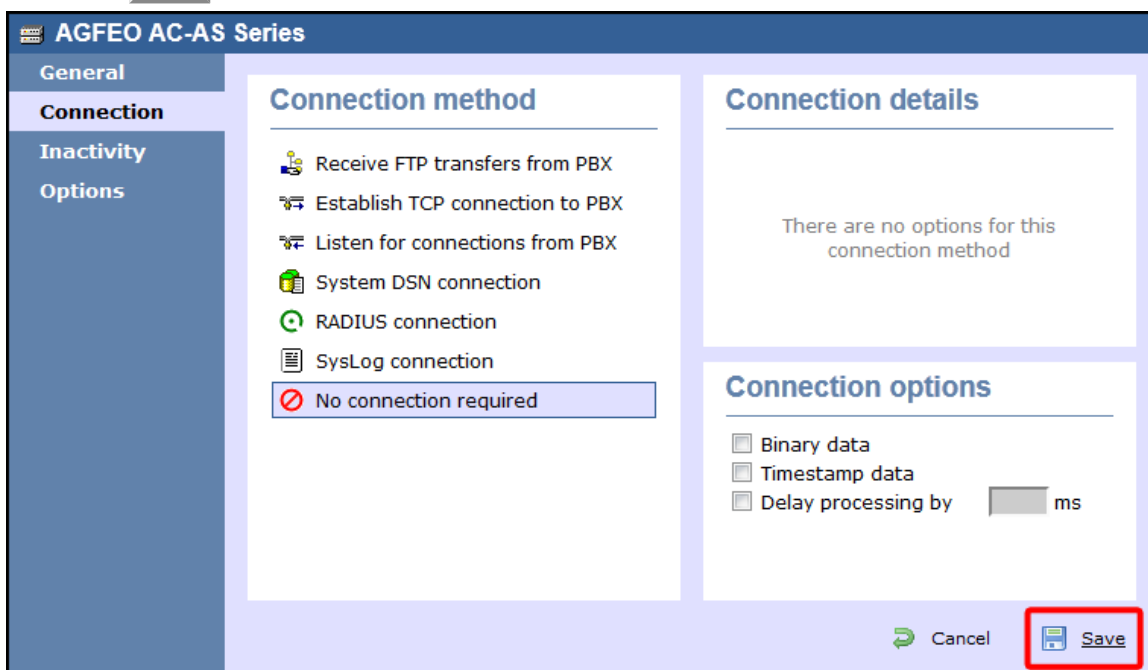 AGFEO AC-AS Series
General
Connection
Inactivity
Options
Connection method
Receive FTP transfers from PBX
Establish TCP connection to PBX
Listen for connections from PBX
System DSN connection
RADIUS connection
SysLog connection
No connection required
Connection details
There are no options for this
connection method
Connection options
Binary data
Timestamp data
Delay processing by ms
Cancel
Save